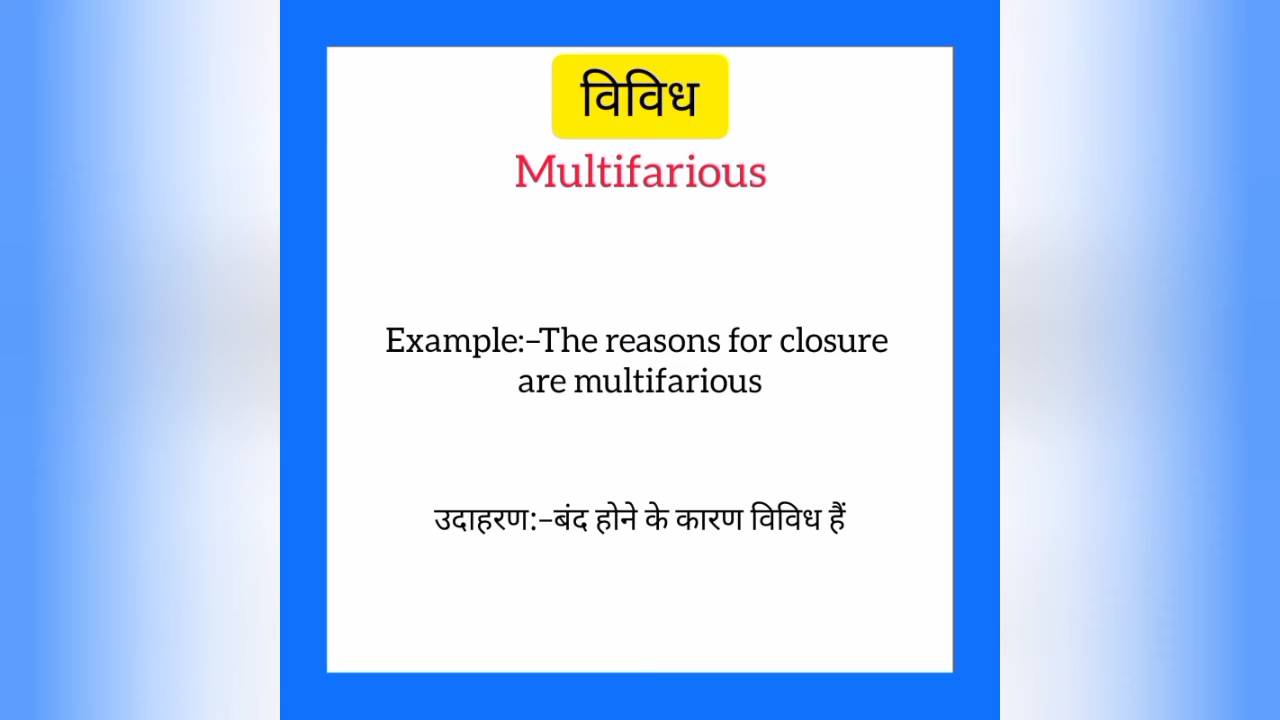 विविध
Multifarious
Example:–The reasons for closure
are multifarious
उदाहरण:–बंद होने के कारण विविध हैं